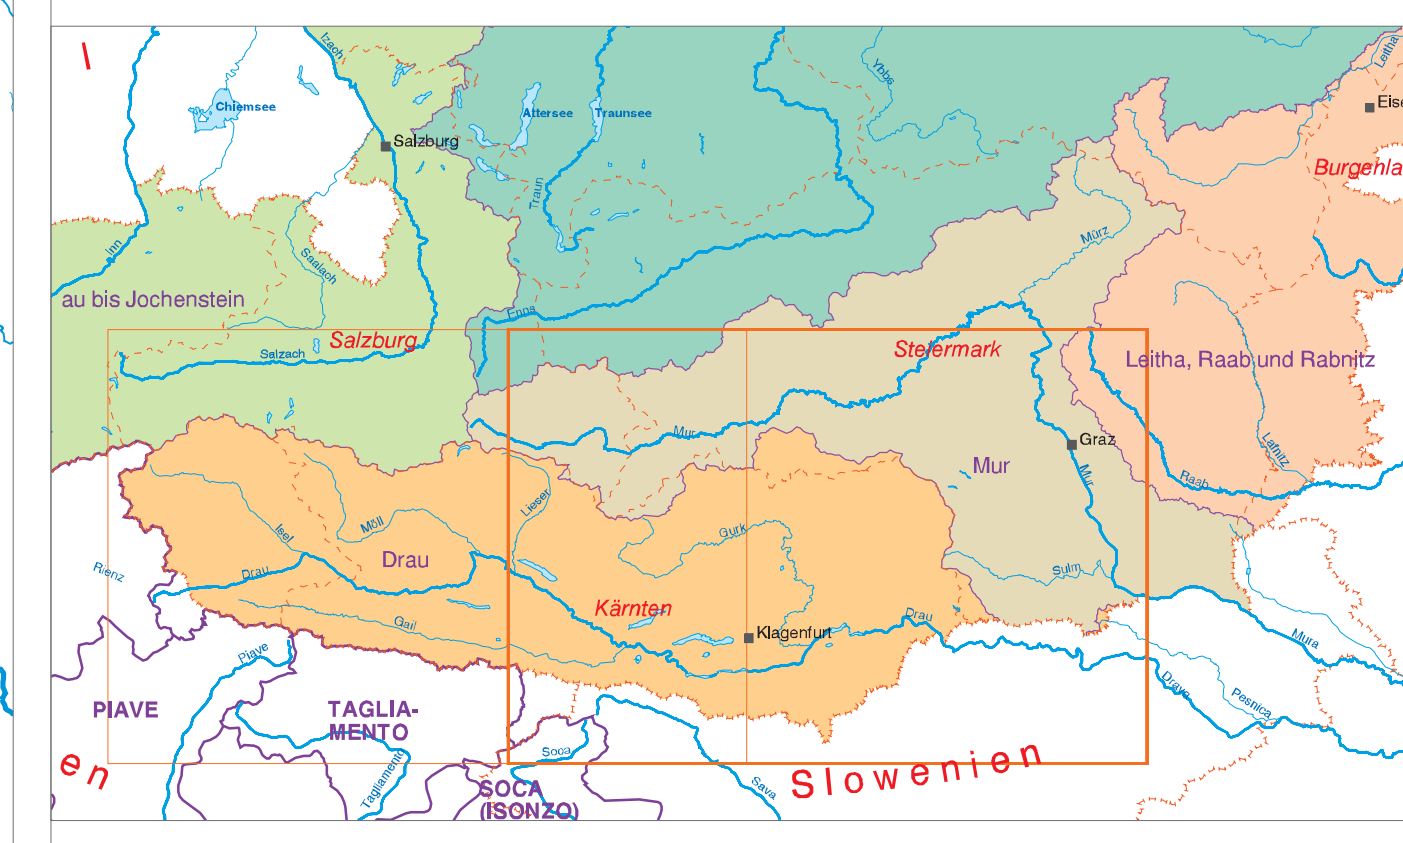 I
Izach
Ybbs
Leitha
Chiemsee
Attersee
Traunsee
Salzburg
Burgenla
Traun
Inn
Saalach
Mürz
au bis Jochenstein
Enns
Salzburg
Salzach
Steiermark
Leitha, Raab und Rabnitz
Mur
Graz
Lafnitz
Mur
Mur
Raab
Lieser
Möll
Isel
Gurk
Drau
Rienz
Drau
Sulm
Kärnten
Gail
Drau
Klagenfurt
Mura
Piave
Drava
Pesnica
PIAVE
TAGLIA-
MENTO
Soca
en
Slowenien
Tagliamento
Sava
SOCA
(ISONZO)